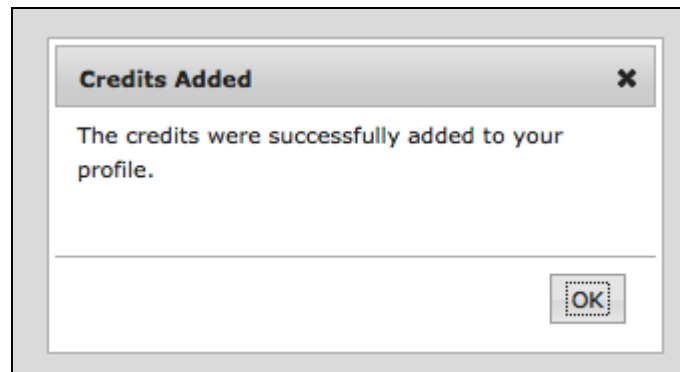 Credits Added
The credits were successfully added to your
profile.
OK